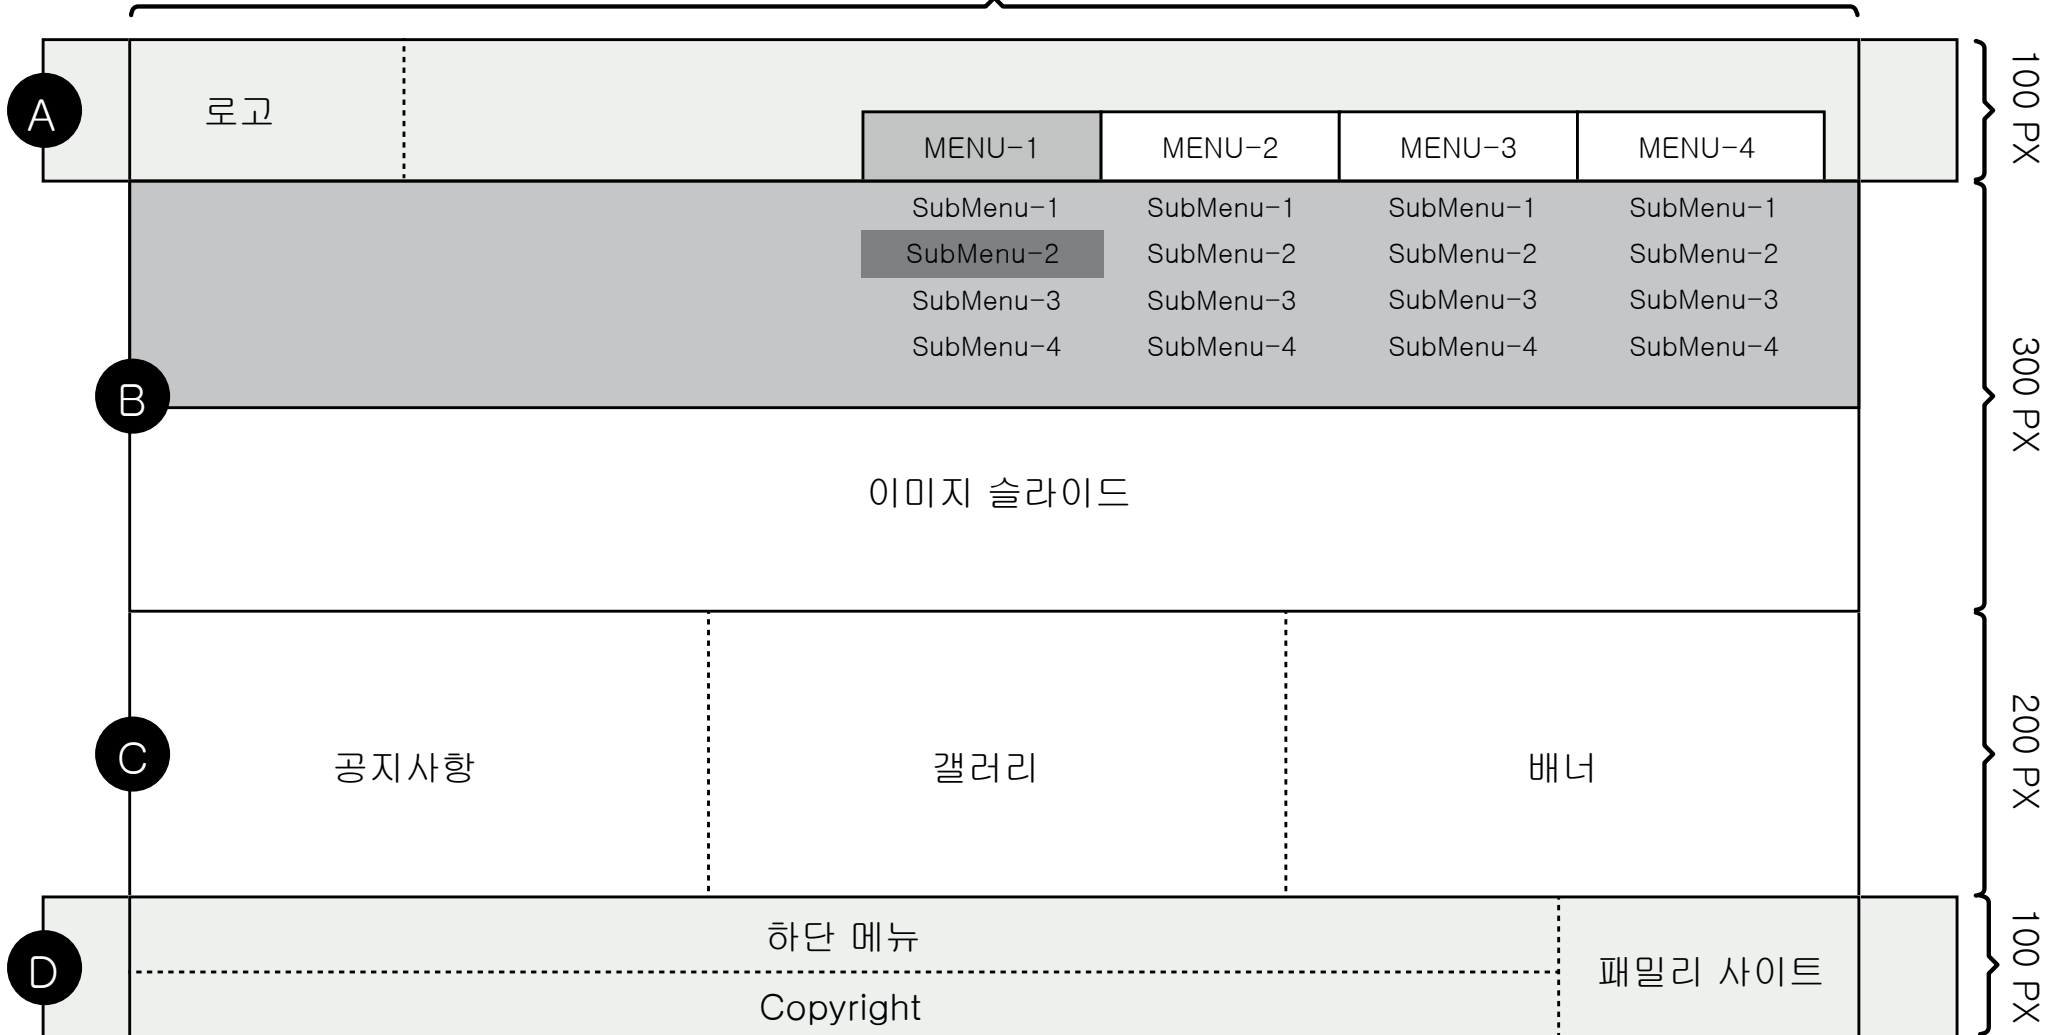 A
로고
MENU-1 MENU-2 MENU-3 MENU-4
100 PX
SubMenu-1 SubMenu-1 SubMenu-1 SubMenu-1
SubMenu-2 SubMenu-2 SubMenu-2 SubMenu-2
SubMenu-3 SubMenu-3 SubMenu-3 SubMenu-3
SubMenu-4 SubMenu-4 SubMenu-4 SubMenu-4
B
300 PX
이미지 슬라이드
C
공지사항 갤러리 배너
200 PX
D
하단 메뉴
패밀리 사이트
Copyright
100 PX